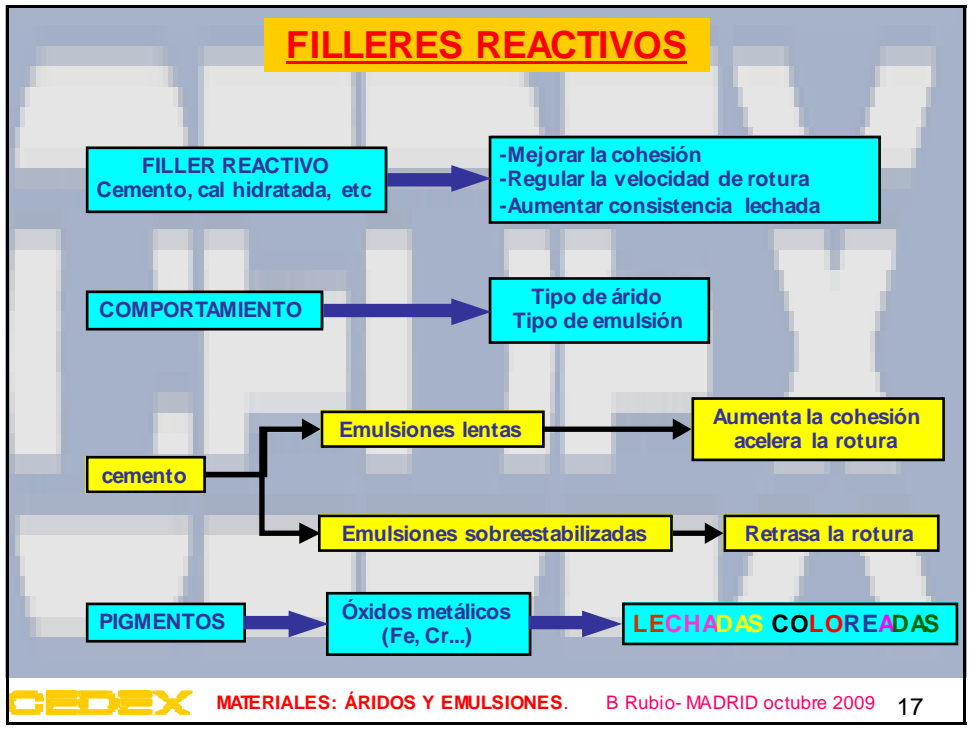 FILLERES REACTIVOS
FILLER REACTIVO
Cemento, cal hidratada, etc
-Mejorar la cohesión
-Regular la velocidad de rotura
-Aumentar consistencia lechada
COMPORTAMIENTO
Tipo de árido
Tipo de emulsión
cemento
Emulsiones lentas
Aumenta la cohesión
acelera la rotura
Emulsiones sobreestabilizadas
Retrasa la rotura
PIGMENTOS
Óxidos metálicos
(Fe, Cr...)
LECHADAS COLOREADAS
CEDEX
MATERIALES: ÁRIDOS Y EMULSIONES.
B Rubio- MADRID octubre 2009
17